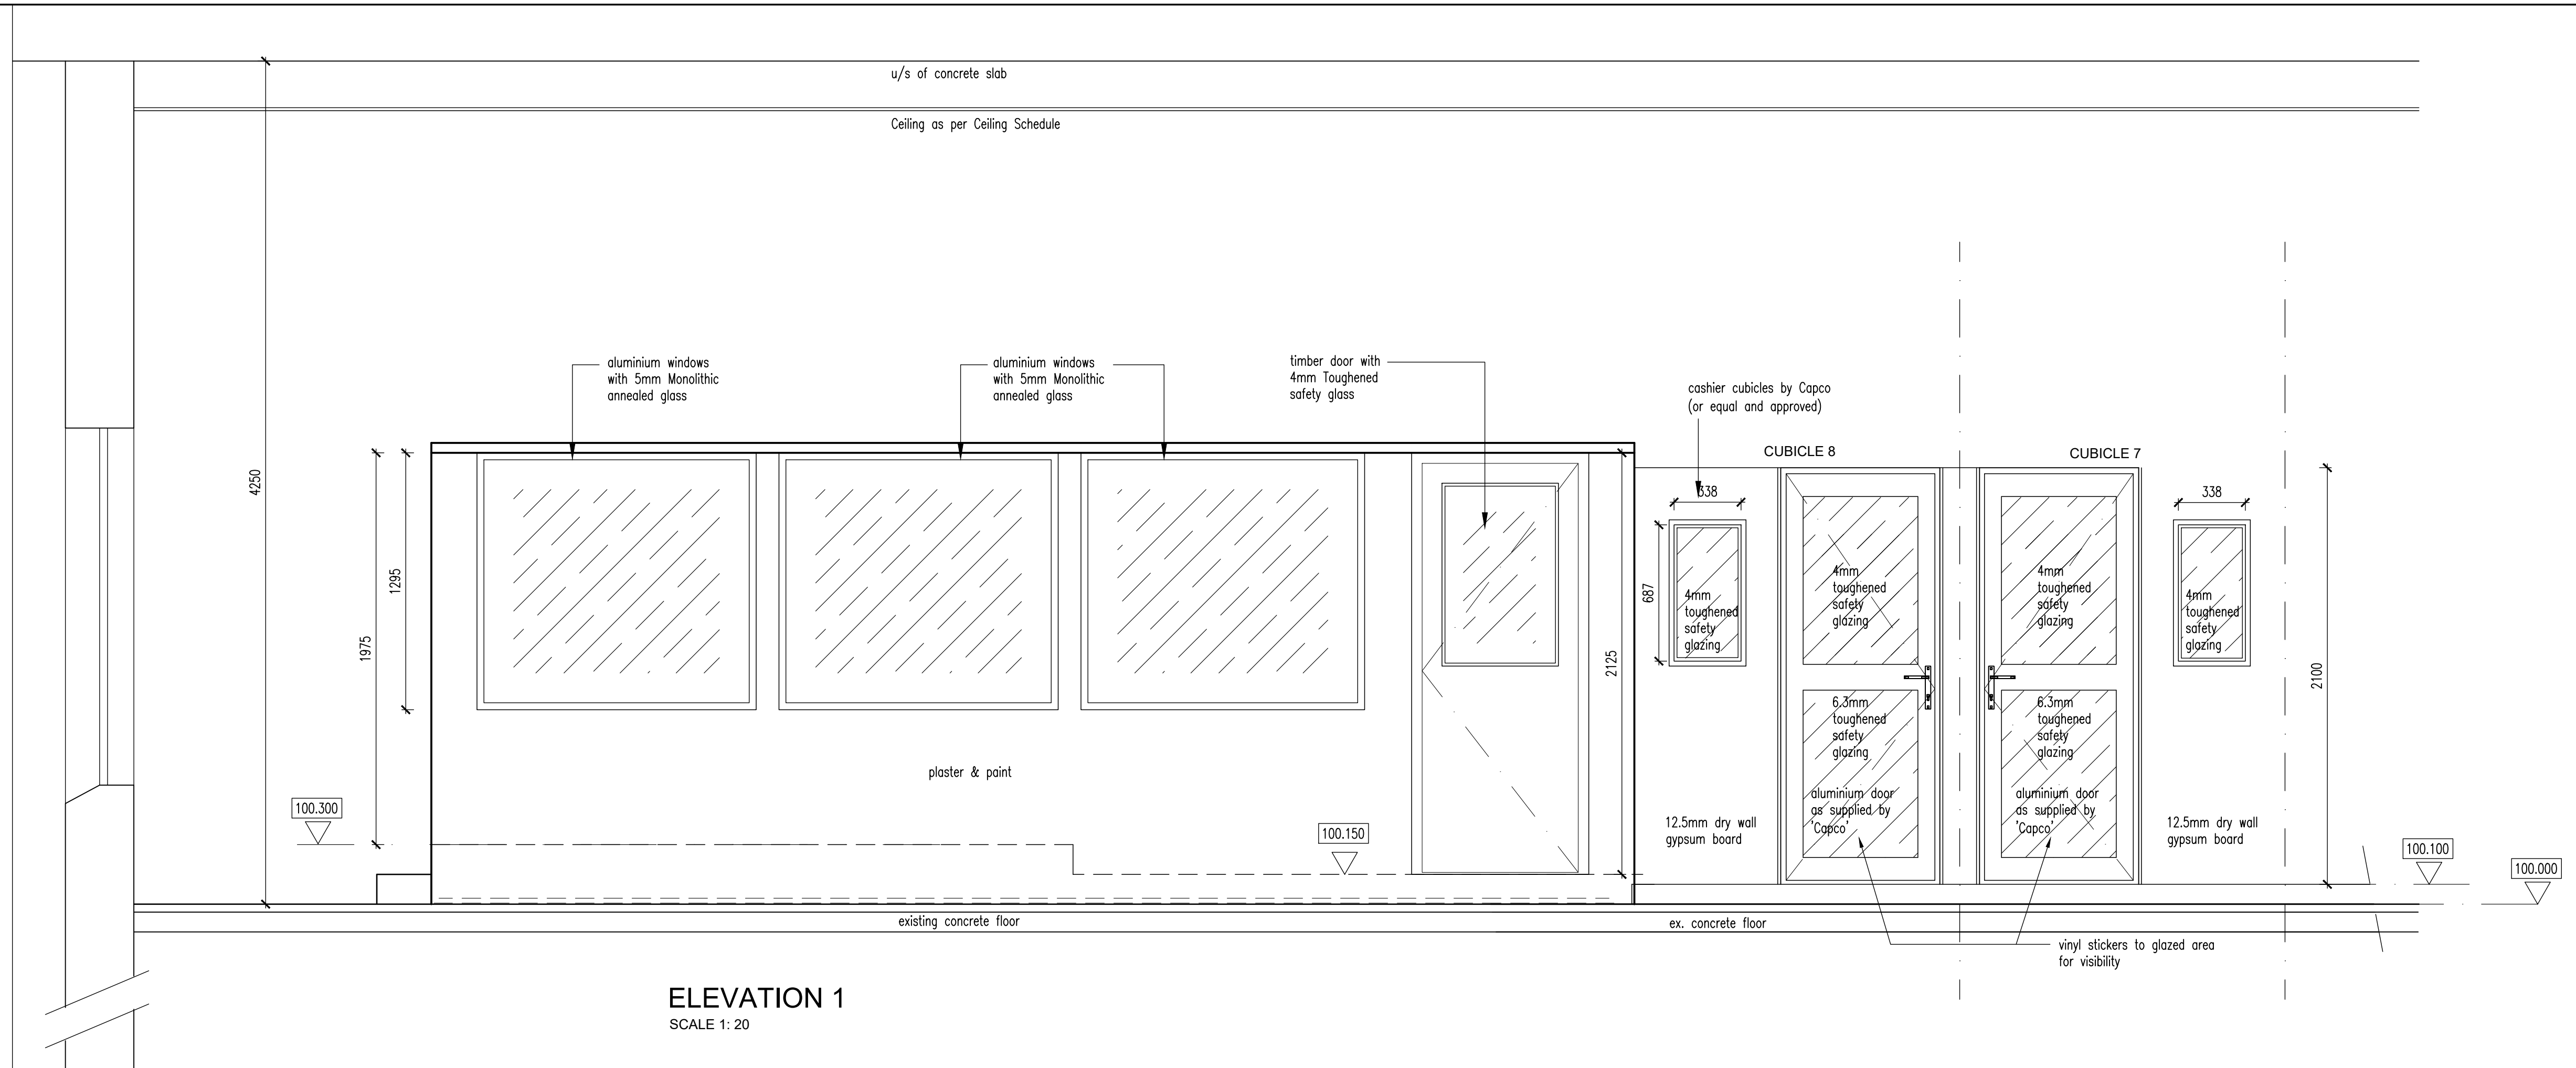 u/s of concrete slab
Ceiling as per Ceiling Schedule
4250
aluminium windows
with 5mm Monolithic
annealed glass
aluminium windows
with 5mm Monolithic
annealed glass
timber door with
4mm Toughened
safety glass
cashier cubicles by Capco
(or equal and approved)
CUBICLE 8
CUBICLE 7
338
338
1295
1975
687
2125
2100
4mm
toughened
safety
glazing
4mm
toughened
safety
glazing
4mm
toughened
safety
glazing
4mm
toughened
safety
glazing
6.3mm
toughened
safety
glazing
6.3mm
toughened
safety
glazing
plaster & paint
aluminium door
as supplied by
'Capco'
aluminium door
as supplied by
'Capco'
12.5mm dry wall
gypsum board
12.5mm dry wall
gypsum board
100.300
100.150
100.100
100.000
existing concrete floor
ex. concrete floor
vinyl stickers to glazed area
for visibility
ELEVATION 1
SCALE 1: 20